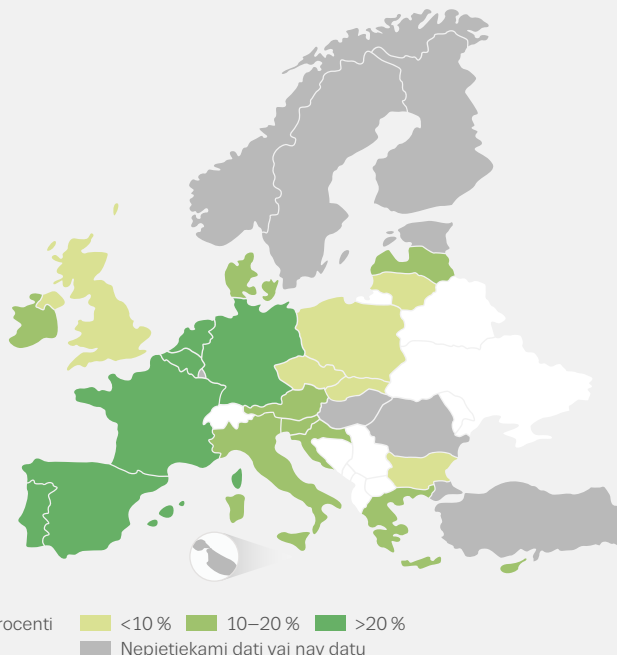 rocenti <10 % 10–20 % >20 %
Nepietiekami dati vai nav datu